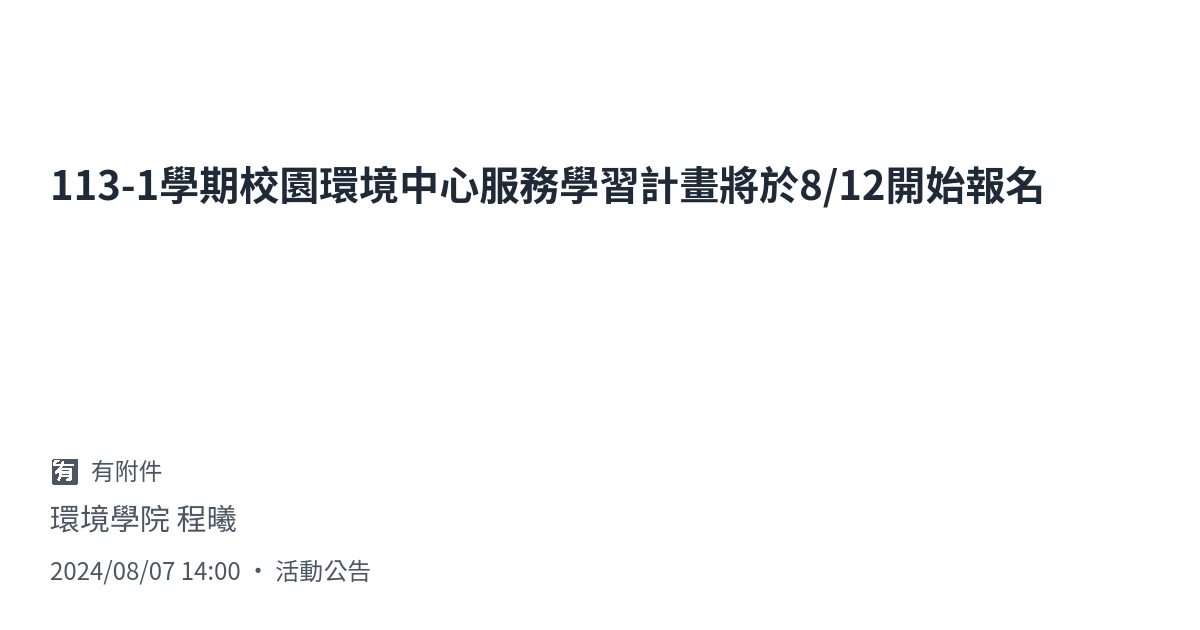 113-1學期校園環境中心服務學習計畫將於8/12開始報名
有 有附件
環境學院 程曦
2024/08/07 14:00 • 活動公告